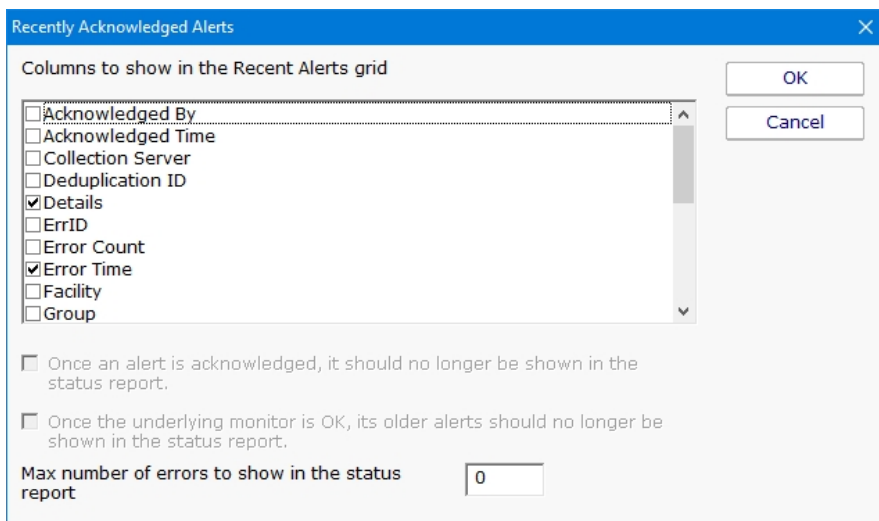 Recently Acknowledged Alerts
Columns to show in the Recent Alerts grid
OK
Cancel
Acknowledged By
Acknowledged Time
Collection Server
Deduplication ID
Details
ErrID
Error Count
Error Time
Facility
Group
Once an alert is acknowledged, it should no longer be shown in the
status report.
Once the underlying monitor is OK, its older alerts should no longer be
shown in the status report.
Max number of errors to show in the status
report
0